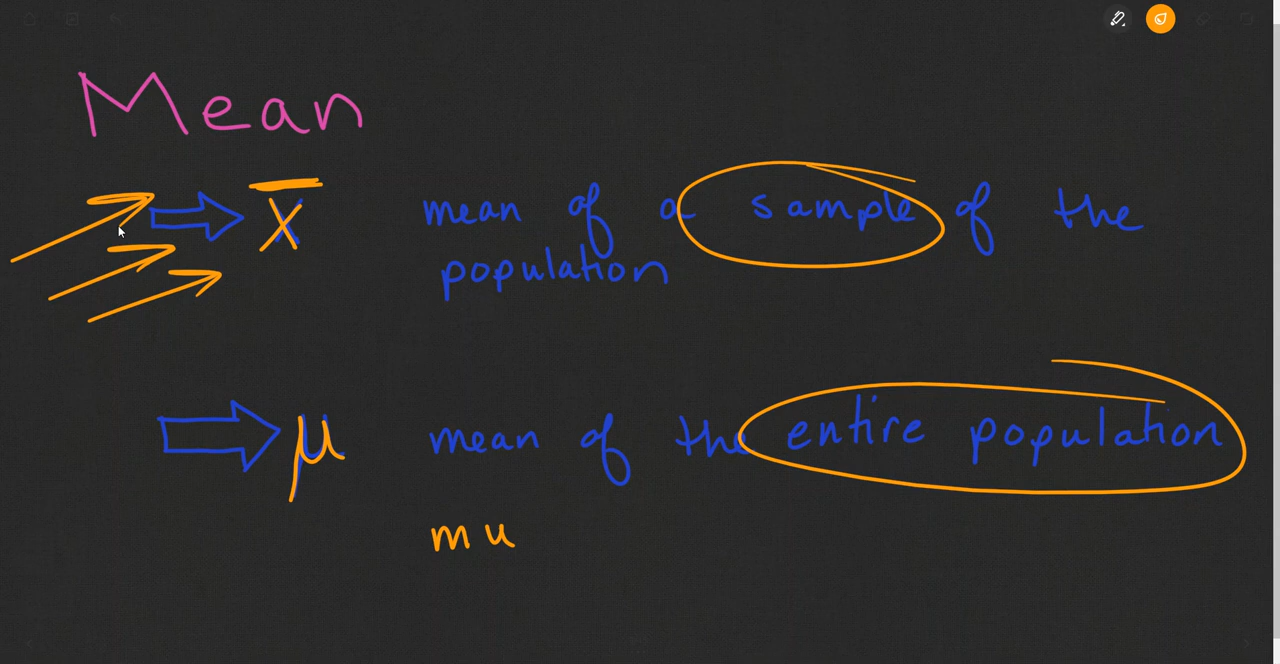 Mean
⇒ x̅ mean of a sample of the
population
⇒ μ mean of the entire population
mu